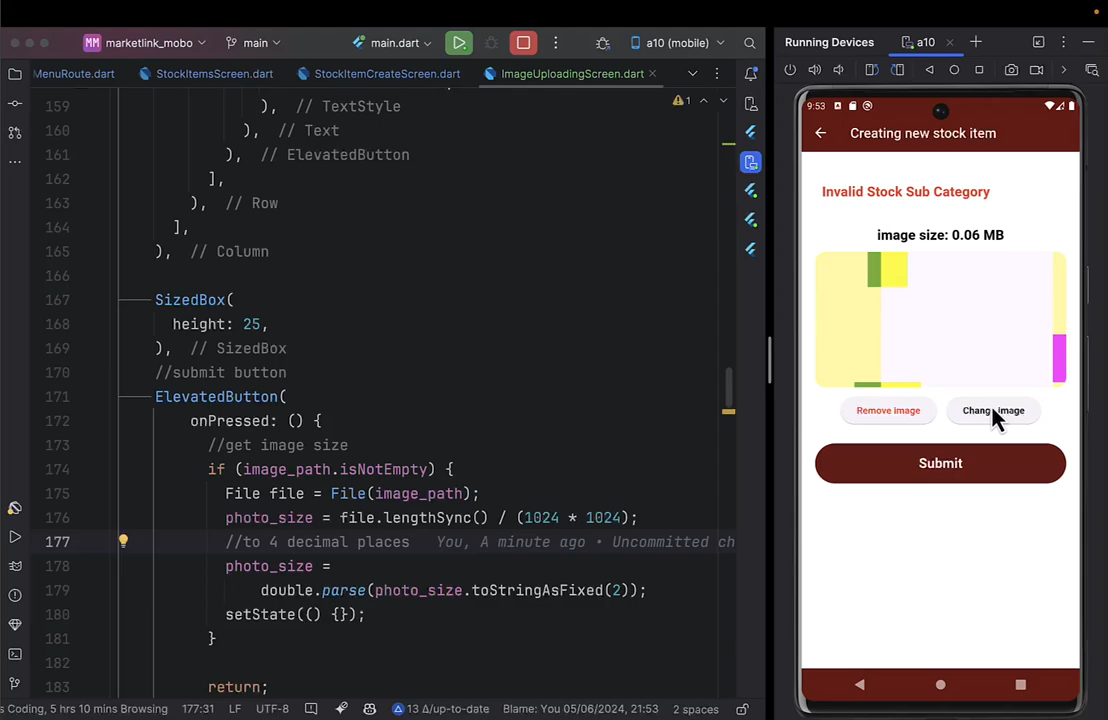 MM marketlink_mobo main main.dart a10 (mobile)
MenuRoute.dart StockItemsScreen.dart StockItemCreateScreen.dart ImageUploadingScreen.dart
1
159 ), // TextStyle
160 ), // Text
161 ), // ElevatedButton
162 ],
163 ), // Row
164 ],
165 ), // Column
166
167 SizedBox(
168 height: 25,
169 ), // SizedBox
170 //submit button
171 ElevatedButton(
172 onPressed: () {
173 //get image size
174 if (image_path.isNotEmpty) {
175 File file = File(image_path);
176 photo_size = file.lengthSync() / (1024 * 1024);
177 //to 4 decimal places You, A minute ago • Uncommitted ch
178 photo_size =
179 double.parse(photo_size.toStringAsFixed(2));
180 setState(() {});
181 }
182
183 return;
s Coding, 5 hrs 10 mins Browsing 177:31 LF UTF-8 13 Δ/up-to-date Blame: You 05/06/2024, 21:53 2 spaces
Running Devices a10
9:53
Creating new stock item
Invalid Stock Sub Category
image size: 0.06 MB
Remove image
Change image
Submit